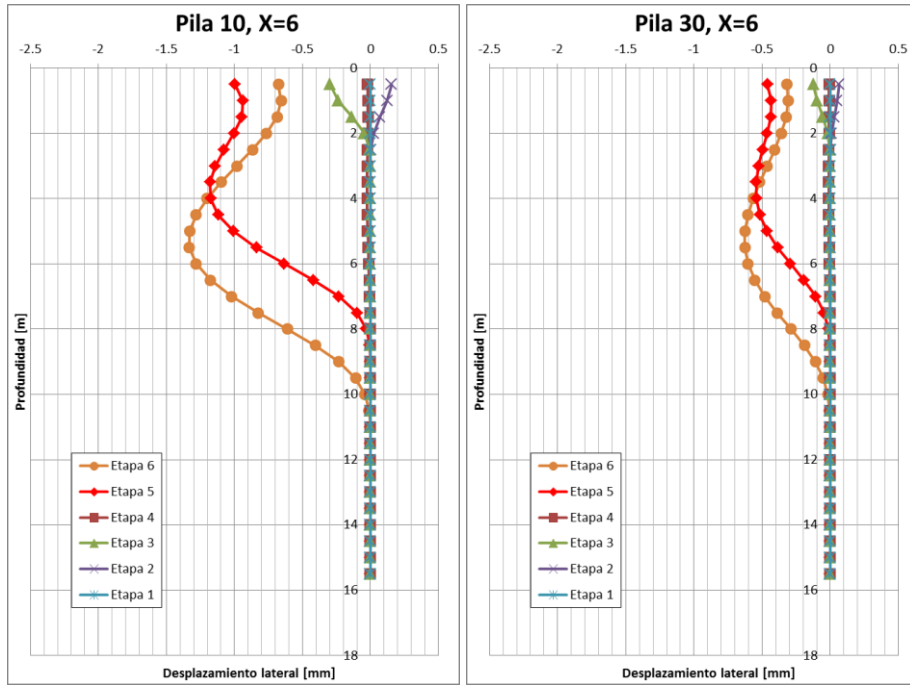 Pila 10, X=6
-2.5 -2 -1.5 -1 -0.5 0 0.5
0
2
4
6
8
10
12
14
16
18
Profundidad [m]
Etapa 6
Etapa 5
Etapa 4
Etapa 3
Etapa 2
Etapa 1
Desplazamiento lateral [mm]
Pila 30, X=6
-2.5 -2 -1.5 -1 -0.5 0 0.5
0
2
4
6
8
10
12
14
16
18
Profundidad [m]
Etapa 6
Etapa 5
Etapa 4
Etapa 3
Etapa 2
Etapa 1
Desplazamiento lateral [mm]